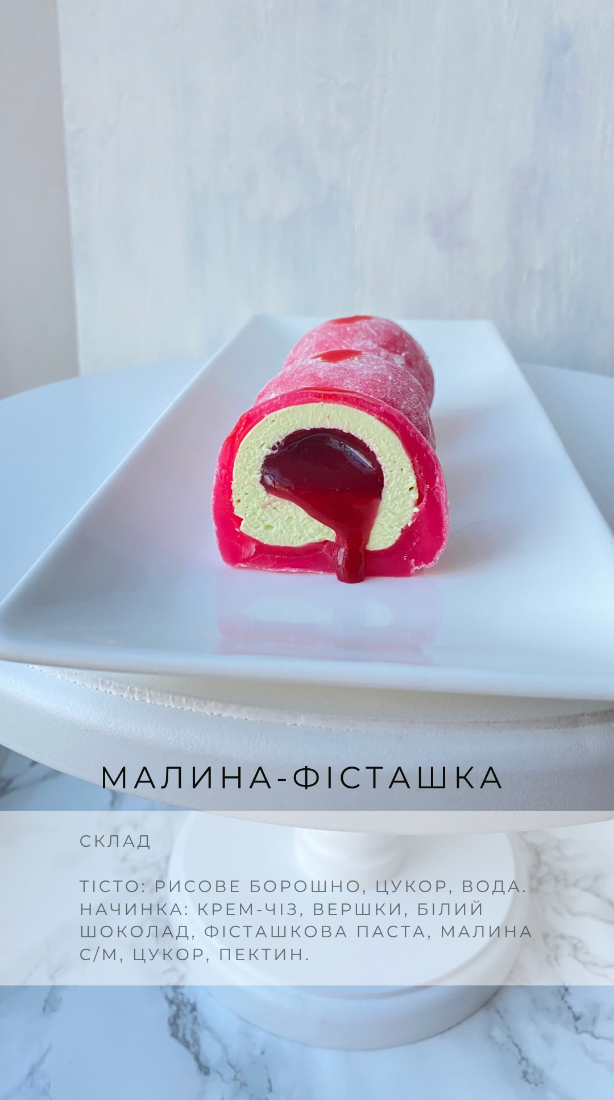 МАЛИНА-ФІСТАШКА
СКЛАД
ТІСТО: РИСОВЕ БОРОШНО, ЦУКОР, ВОДА.
НАЧИНКА: КРЕМ-ЧІЗ, ВЕРШКИ, БІЛИЙ
ШОКОЛАД, ФІСТАШКОВА ПАСТА, МАЛИНА
С/М, ЦУКОР, ПЕКТИН.